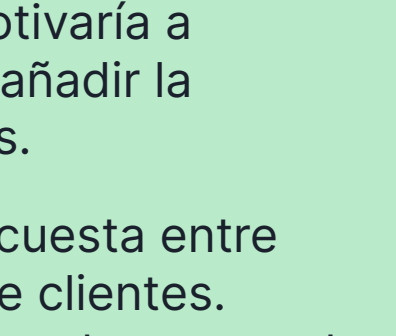 otivaría a
añadir la
s.
cuesta entre
e clientes.